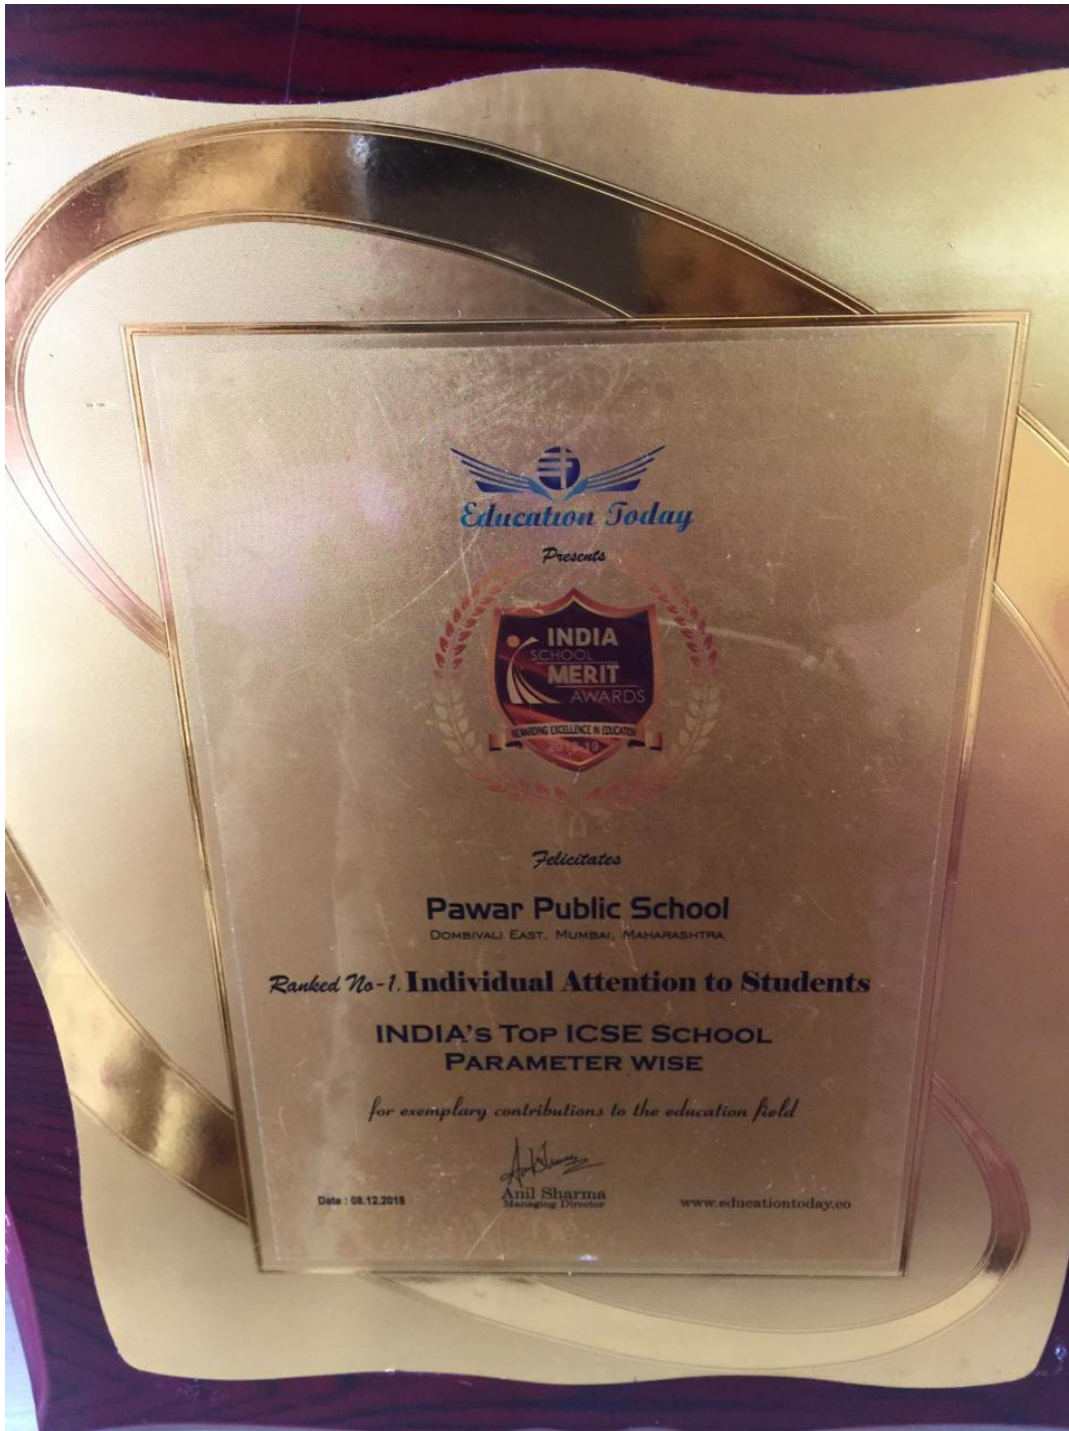 Education Today
Presents
INDIA
SCHOOL
MERIT
AWARDS
REWARDING EXCELLENCE IN EDUCATION
2018-19
Felicitates
Pawar Public School
DOMBIVALI EAST, MUMBAI, MAHARASHTRA
Ranked No-1. Individual Attention to Students
INDIA's TOP ICSE SCHOOL
PARAMETER WISE
for exemplary contributions to the education field
Anil Sharma
Managing Director
Date : 08.12.2018
www.educationtoday.co